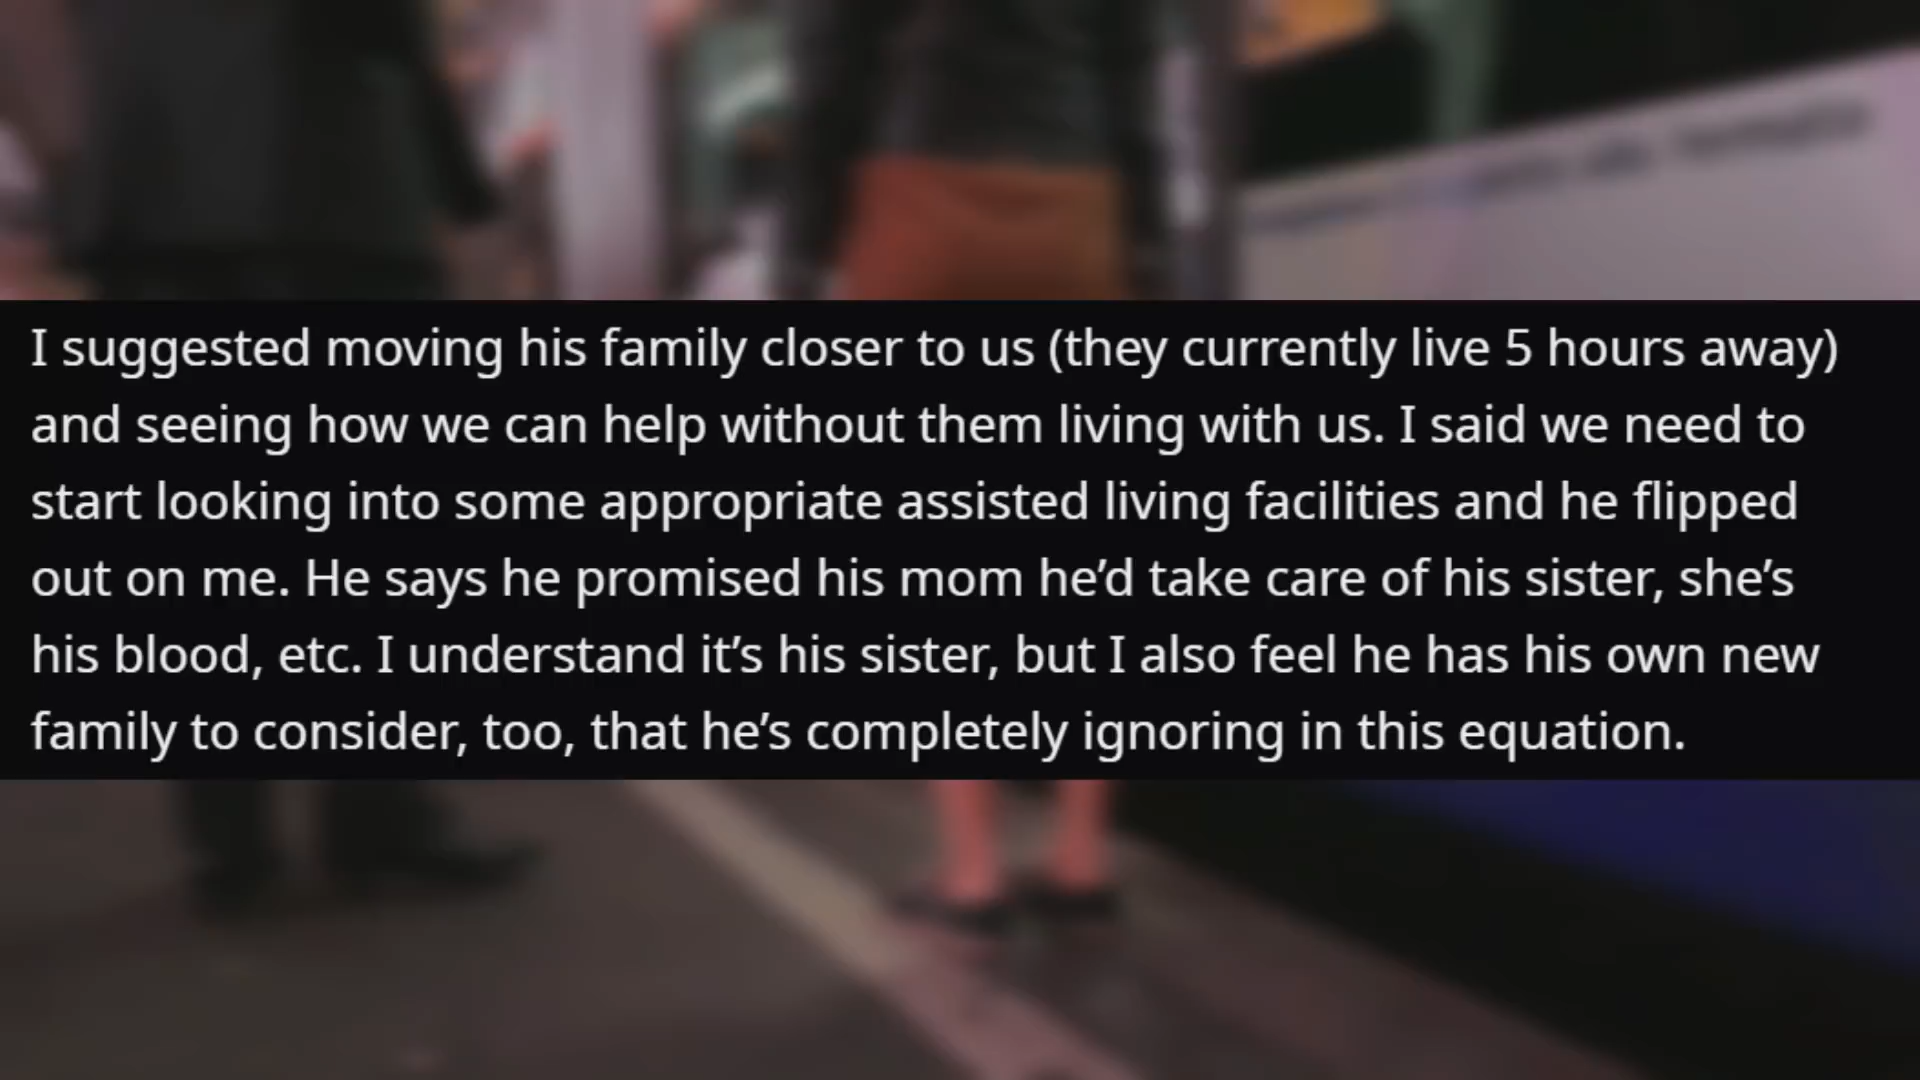 I suggested moving his family closer to us (they currently live 5 hours away)
and seeing how we can help without them living with us. I said we need to
start looking into some appropriate assisted living facilities and he flipped
out on me. He says he promised his mom he’d take care of his sister, she’s
his blood, etc. I understand it’s his sister, but I also feel he has his own new
family to consider, too, that he’s completely ignoring in this equation.